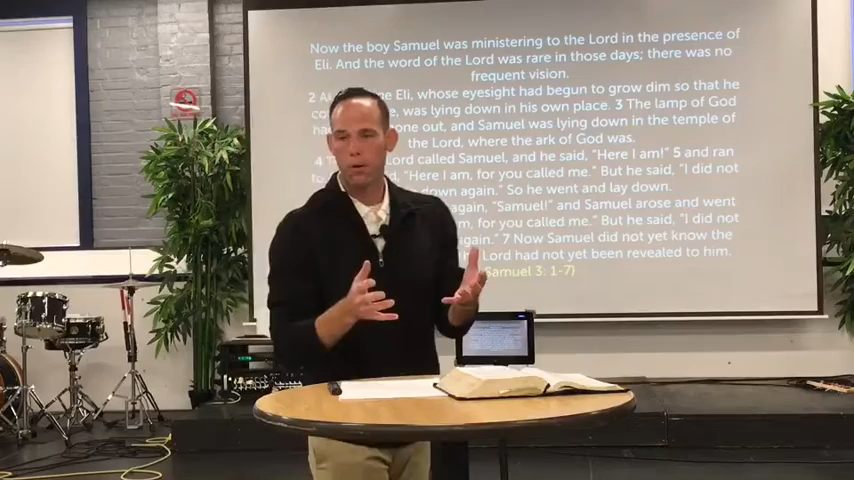 Now the boy Samuel was ministering to the Lord in the presence of
Eli. And the word of the Lord was rare in those days; there was no
frequent vision.
2 At ne Eli, whose eyesight had begun to grow dim so that he
co e, was lying down in his own place. 3 The lamp of God
h ne out, and Samuel was lying down in the temple of
the Lord, where the ark of God was.
4 T Lord called Samuel, and he said, "Here I am!" 5 and ran
to "Here I am, for you called me." But he said, "I did not
down again." So he went and lay down.
again, "Samuel!" and Samuel arose and went
m, for you called me." But he said, "I did not
again." 7 Now Samuel did not yet know the
Lord had not yet been revealed to him.
Samuel 3: 1-7)